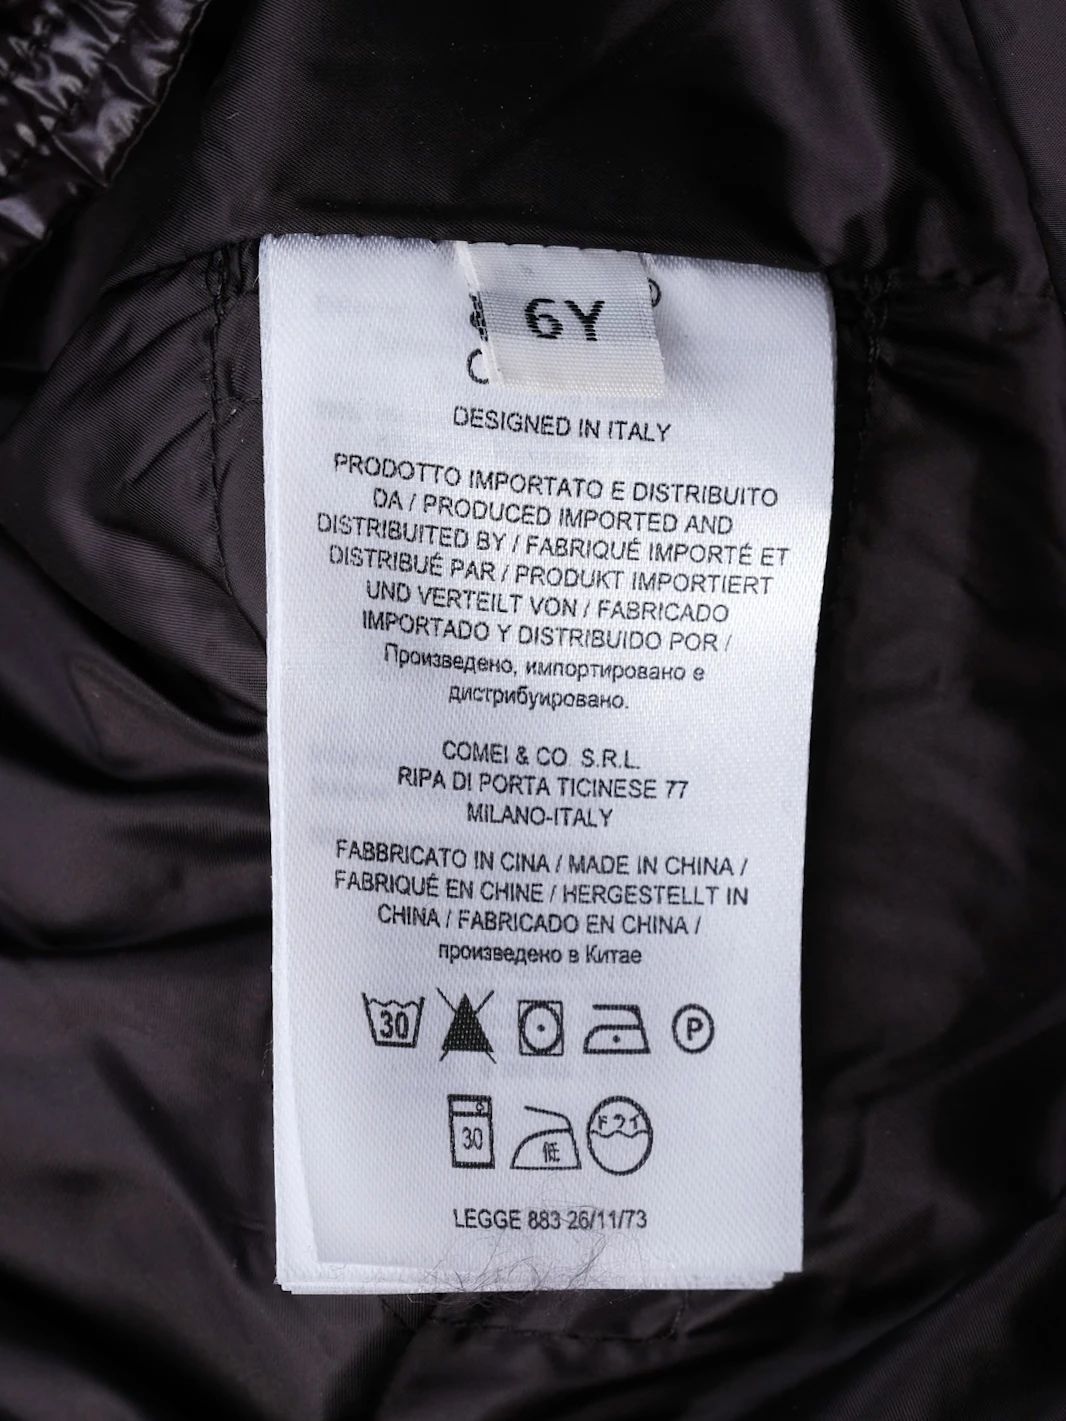 6Y
DESIGNED IN ITALY
PRODOTTO IMPORTATO E DISTRIBUITO
DA / PRODUCED IMPORTED AND
DISTRIBUITED BY / FABRIQUÉ IMPORTÉ ET
DISTRIBUÉ PAR / PRODUKT IMPORTIERT
UND VERTEILT VON / FABRICADO
IMPORTADO Y DISTRIBUIDO POR /
Произведено, импортировано е
дистрибуировано.
COMEI & CO. S.R.L.
RIPA DI PORTA TICINESE 77
MILANO-ITALY
FABBRICATO IN CINA / MADE IN CHINA /
FABRIQUÉ EN CHINE / HERGESTELLT IN
CHINA / FABRICADO EN CHINA /
произведено в Китае
30 P
30 低 F 21
LEGGE 883 26/11/73